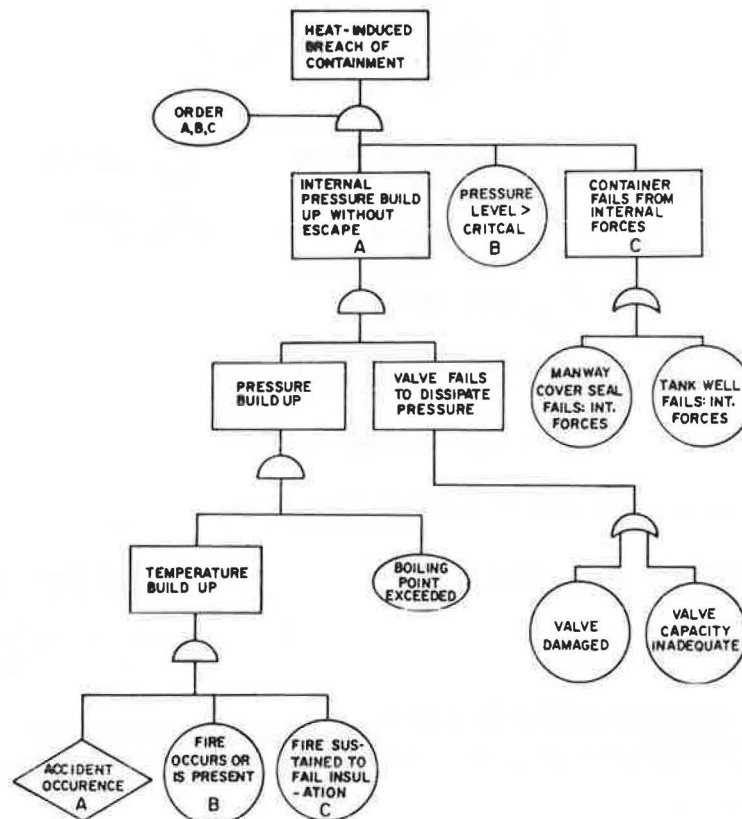 HEAT-INDUCED
BREACH OF
CONTAINMENT
ORDER
A,B,C
INTERNAL
PRESSURE BUILD
UP WITHOUT
ESCAPE
A
PRESSURE
LEVEL >
CRITCAL
B
CONTAINER
FAILS FROM
INTERNAL
FORCES
C
PRESSURE
BUILD UP
VALVE FAILS
TO DISSIPATE
PRESSURE
MANWAY
COVER SEAL
FAILS: INT.
FORCES
TANK WELL
FAILS: INT.
FORCES
TEMPERATURE
BUILD UP
BOILING
POINT
EXCEEDED
VALVE
DAMAGED
VALVE
CAPACITY
INADEQUATE
ACCIDENT
OCCURENCE
A
FIRE
OCCURS OR
IS PRESENT
B
FIRE SUS-
TAINED TO
FAIL INSUL
-ATION
C